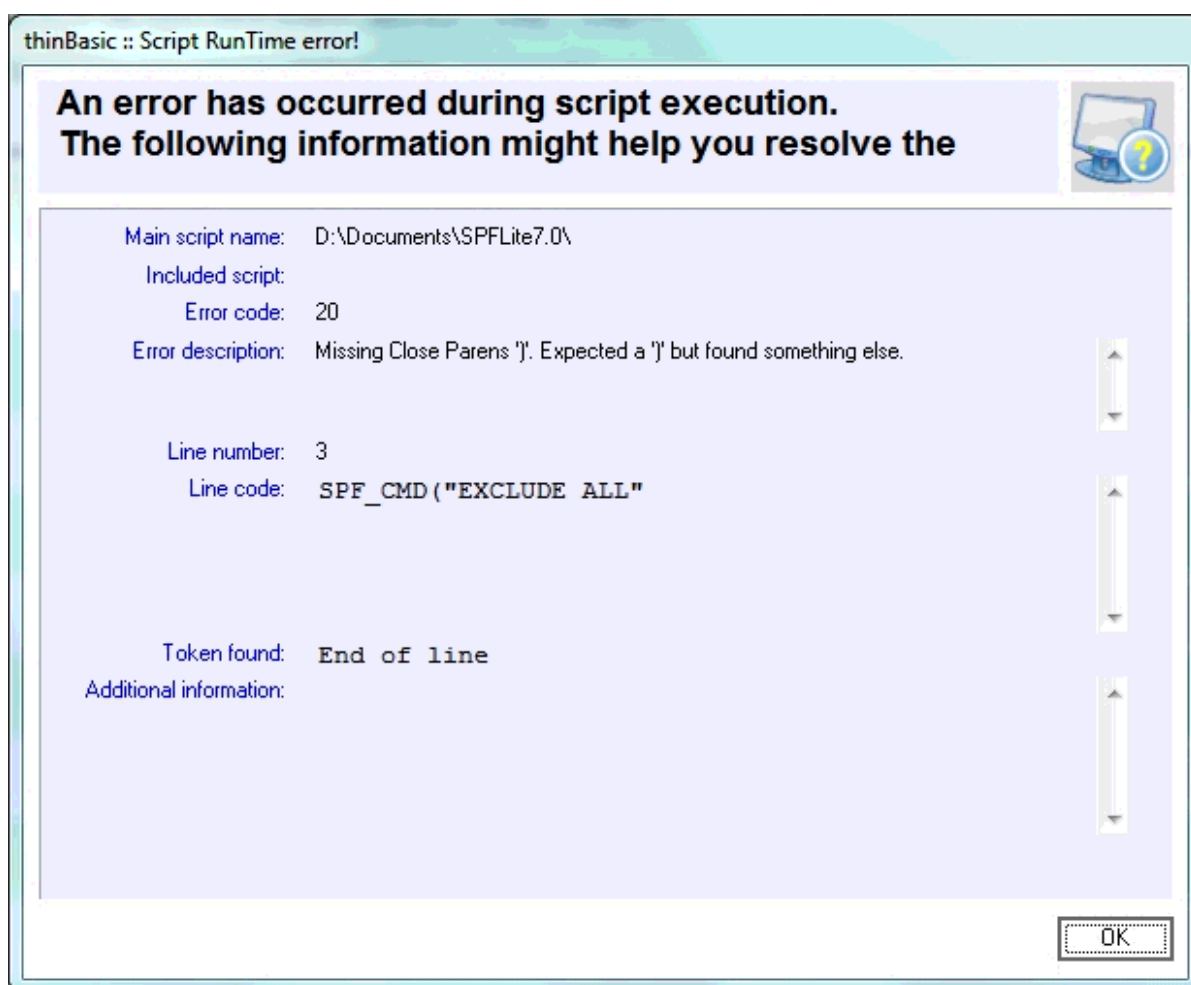 thinBasic :: Script RunTime error!
An error has occurred during script execution.
The following information might help you resolve the
Main script name: D:\Documents\SPFLite7.0\
Included script:
Error code: 20
Error description: Missing Close Parens ')'. Expected a ')' but found something else.
Line number: 3
Line code: SPF_CMD("EXCLUDE ALL"
Token found: End of line
Additional information:
OK